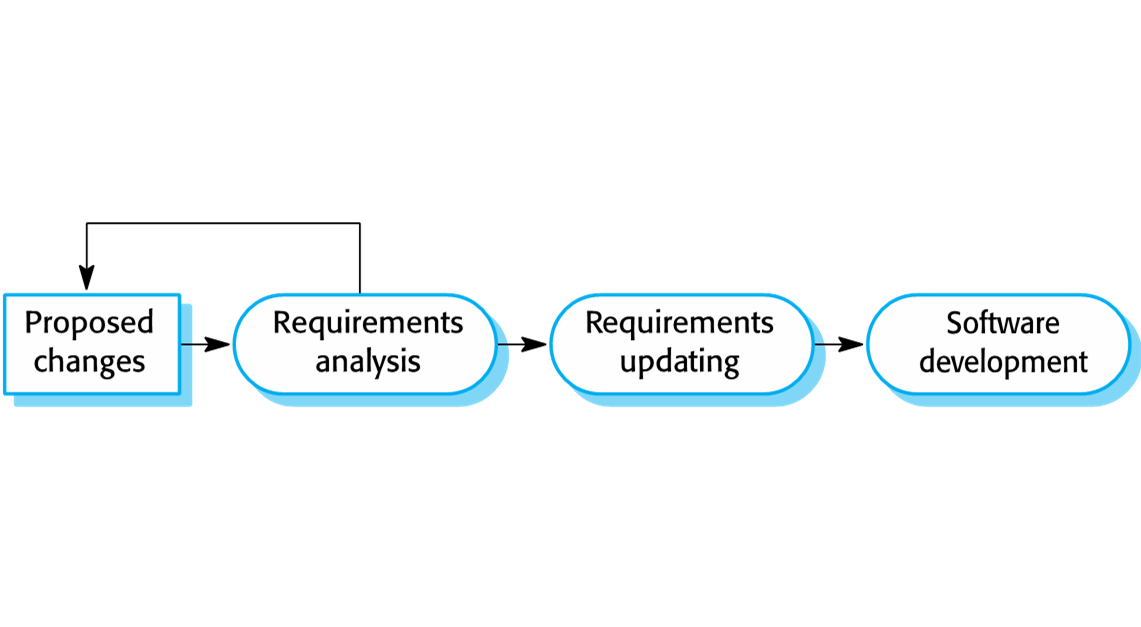 Proposed
changes
Requirements
analysis
Requirements
updating
Software
development